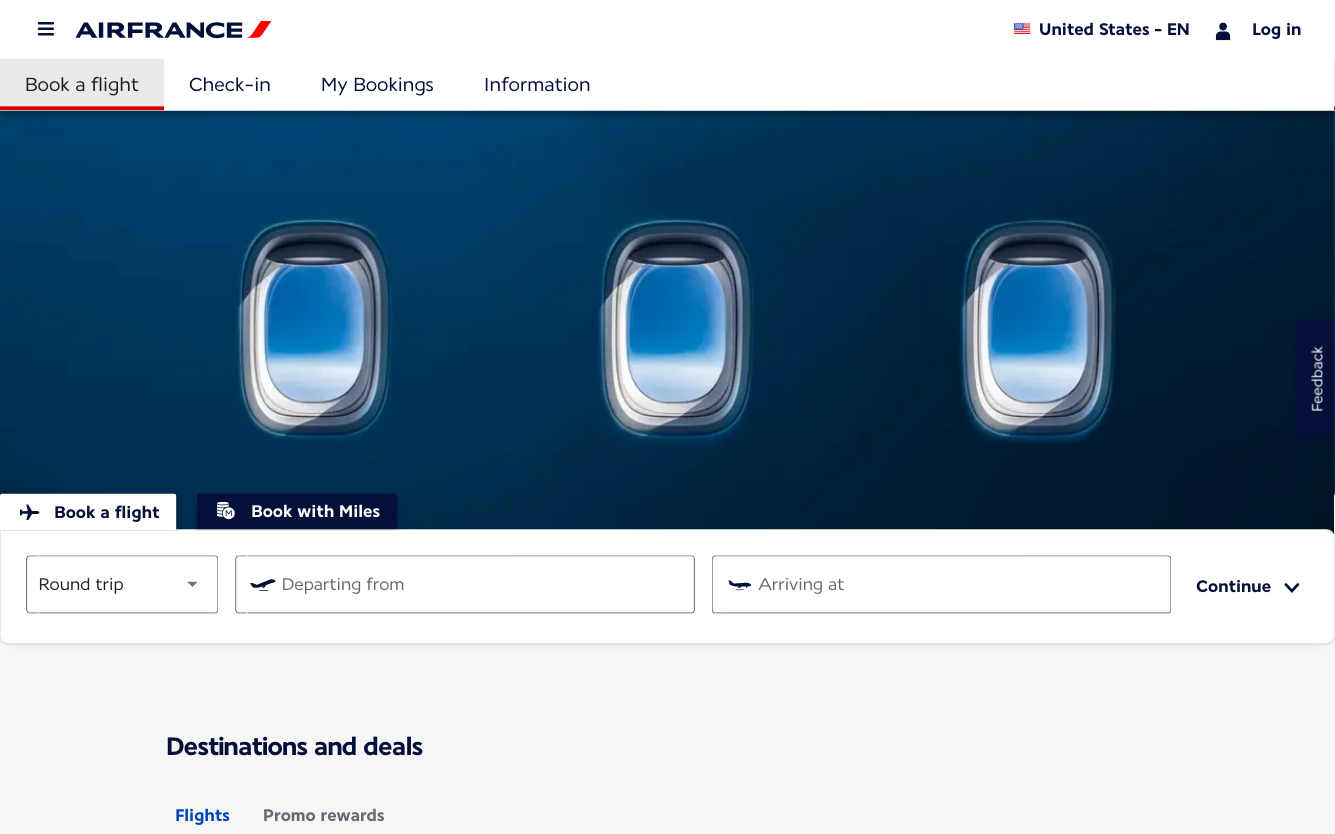 AIRFRANCE
United States - EN
Log in
Book a flight
Check-in
My Bookings
Information
Feedback
Book a flight
Book with Miles
Round trip
Departing from
Arriving at
Continue
Destinations and deals
Flights
Promo rewards